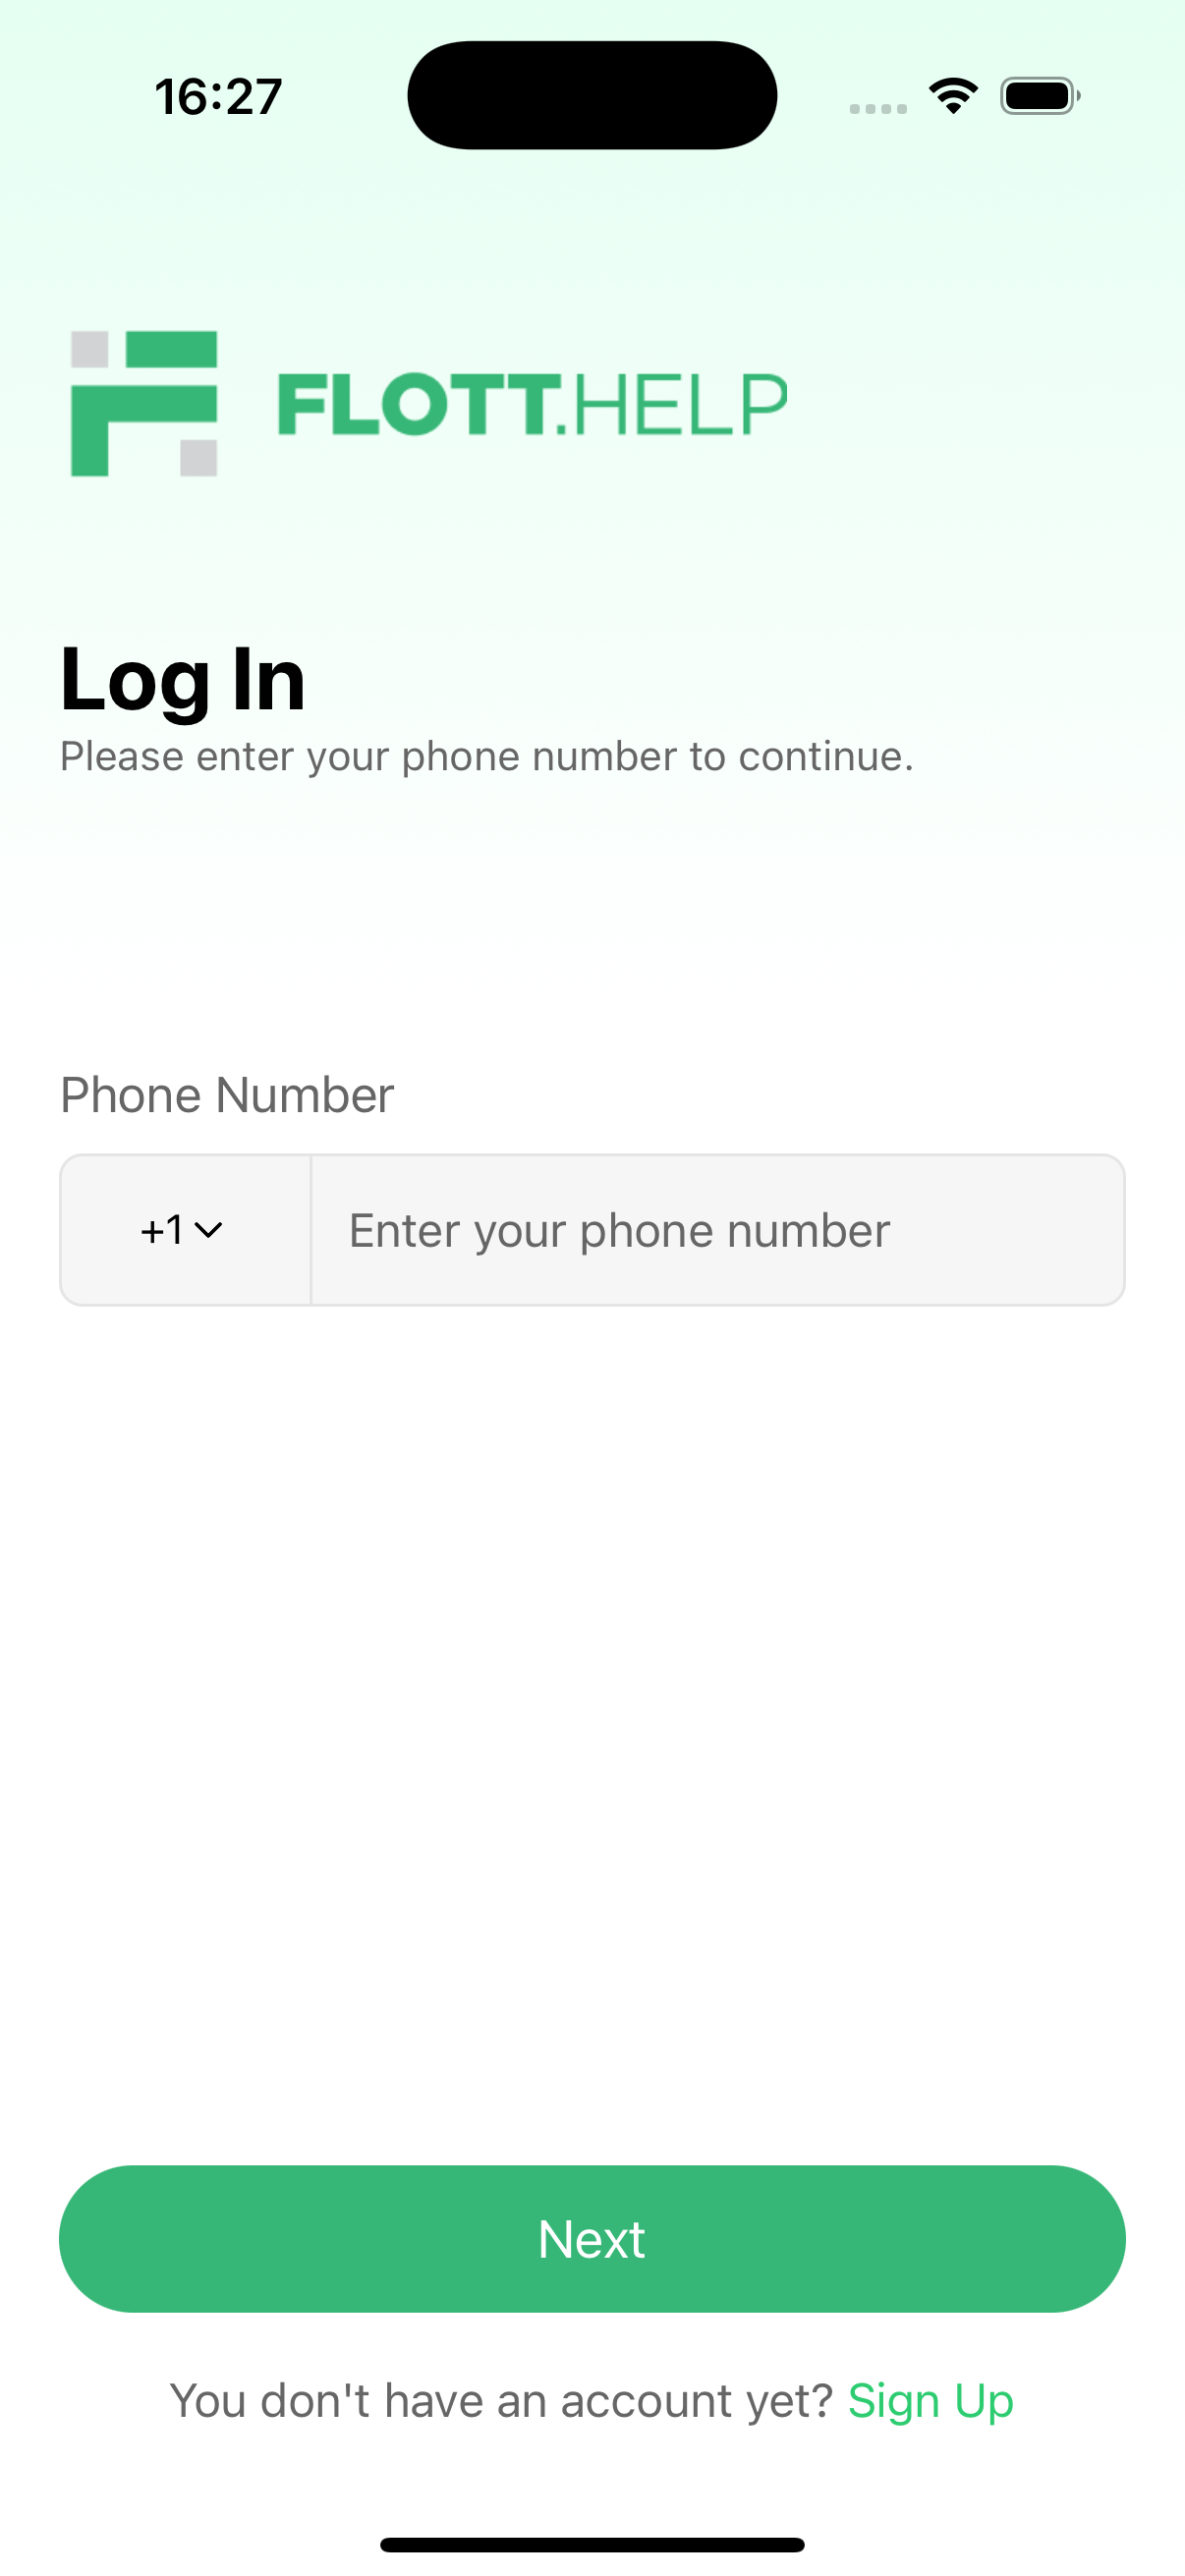 16:27
FLOTT.HELP
Log In
Please enter your phone number to continue.
Phone Number
+1 Enter your phone number
Next
You don't have an account yet? Sign Up